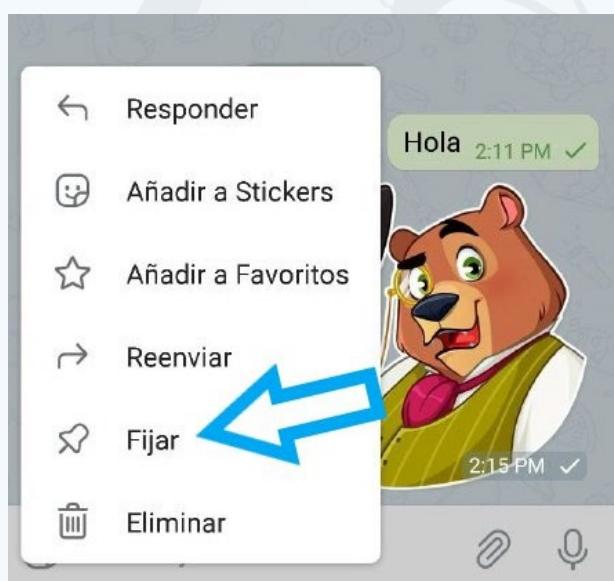 Responder
Hola 2:11 PM
Añadir a Stickers
Añadir a Favoritos
Reenviar
Fijar
2:15 PM
Eliminar